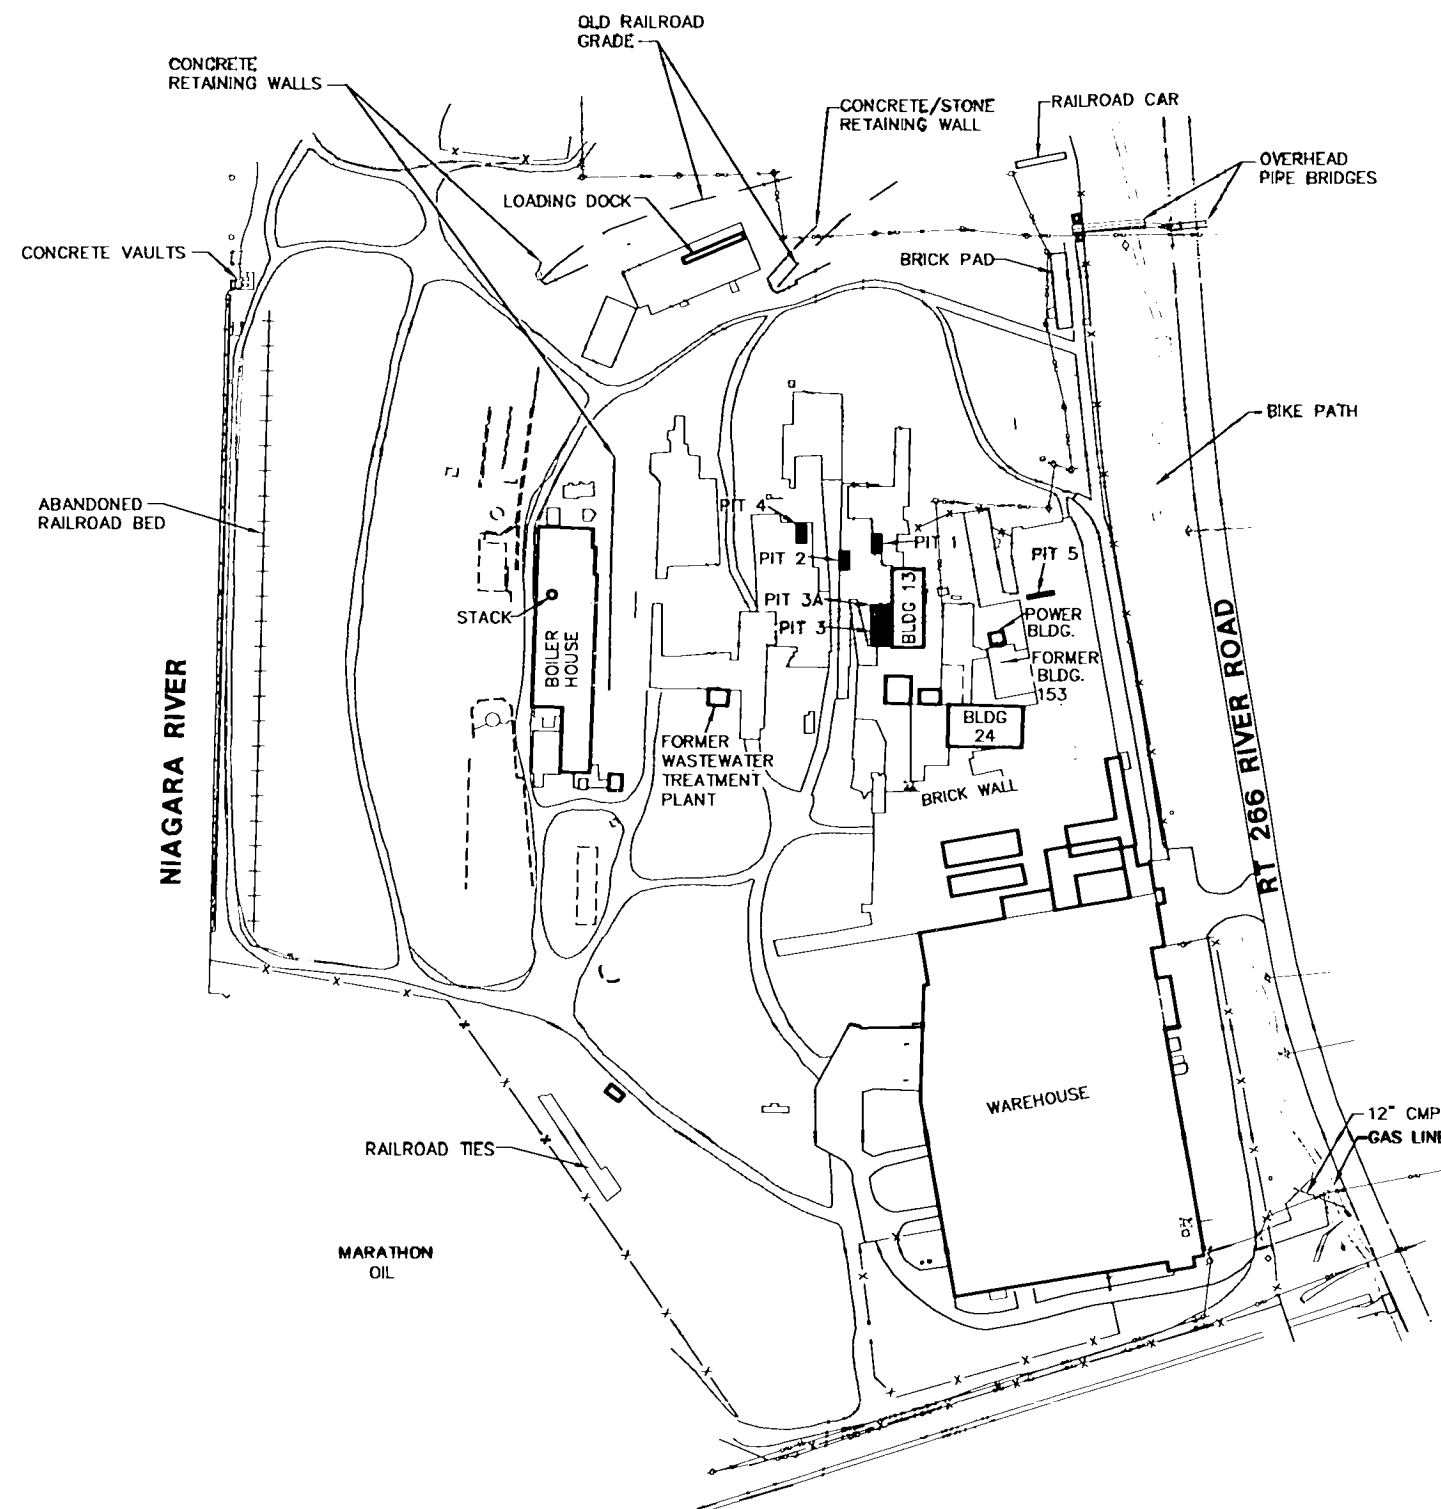 OLD RAILROAD
GRADE
CONCRETE
RETAINING WALLS
CONCRETE/STONE
RETAINING WALL
RAILROAD CAR
OVERHEAD
PIPE BRIDGES
LOADING DOCK
CONCRETE VAULTS
BRICK PAD
BIKE PATH
ABANDONED
RAILROAD BED
PIT 4
PIT 2
PIT 1
PIT 5
PIT 3A
PIT 3
BLDG 13
STACK
BOILER
HOUSE
POWER
BLDG.
FORMER
BLDG.
153
BLDG
24
FORMER
WASTEWATER
TREATMENT
PLANT
BRICK WALL
NIAGARA RIVER
RT 266 RIVER ROAD
WAREHOUSE
12" CMP
GAS LINE
RAILROAD TIES
MARATHON
OIL